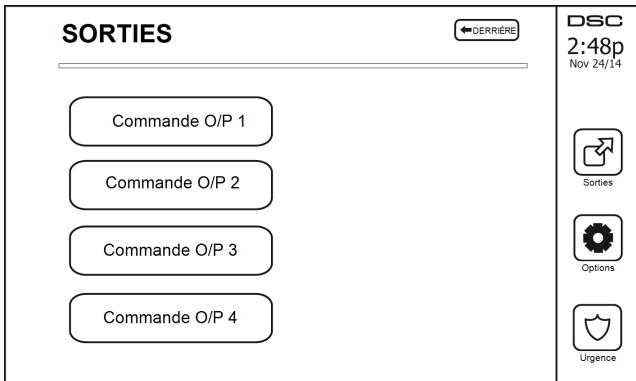 SORTIES
DERRIÈRE
Commande O/P 1
Commande O/P 2
Commande O/P 3
Commande O/P 4
DSC
2:48p
Nov 24/14
Sorties
Options
Urgence